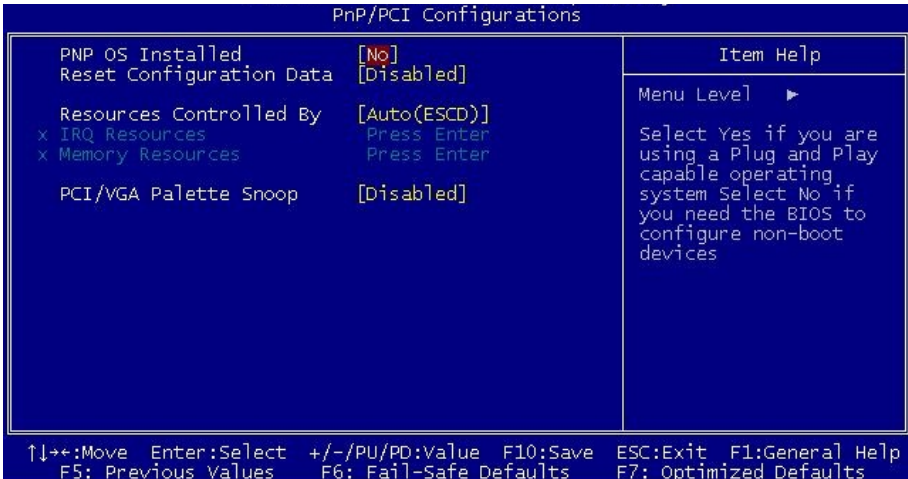 PnP/PCI Configurations
PNP OS Installed [No]
Reset Configuration Data [Disabled]
Resources Controlled By [Auto(ESCD)]
x IRQ Resources Press Enter
x Memory Resources Press Enter
PCI/VGA Palette Snoop [Disabled]
Item Help
Menu Level ►
Select Yes if you are
using a Plug and Play
capable operating
system Select No if
you need the BIOS to
configure non-boot
devices
↑↓→←:Move Enter:Select +/-/PU/PD:Value F10:Save ESC:Exit F1:General Help
F5: Previous Values F6: Fail-Safe Defaults F7: Optimized Defaults